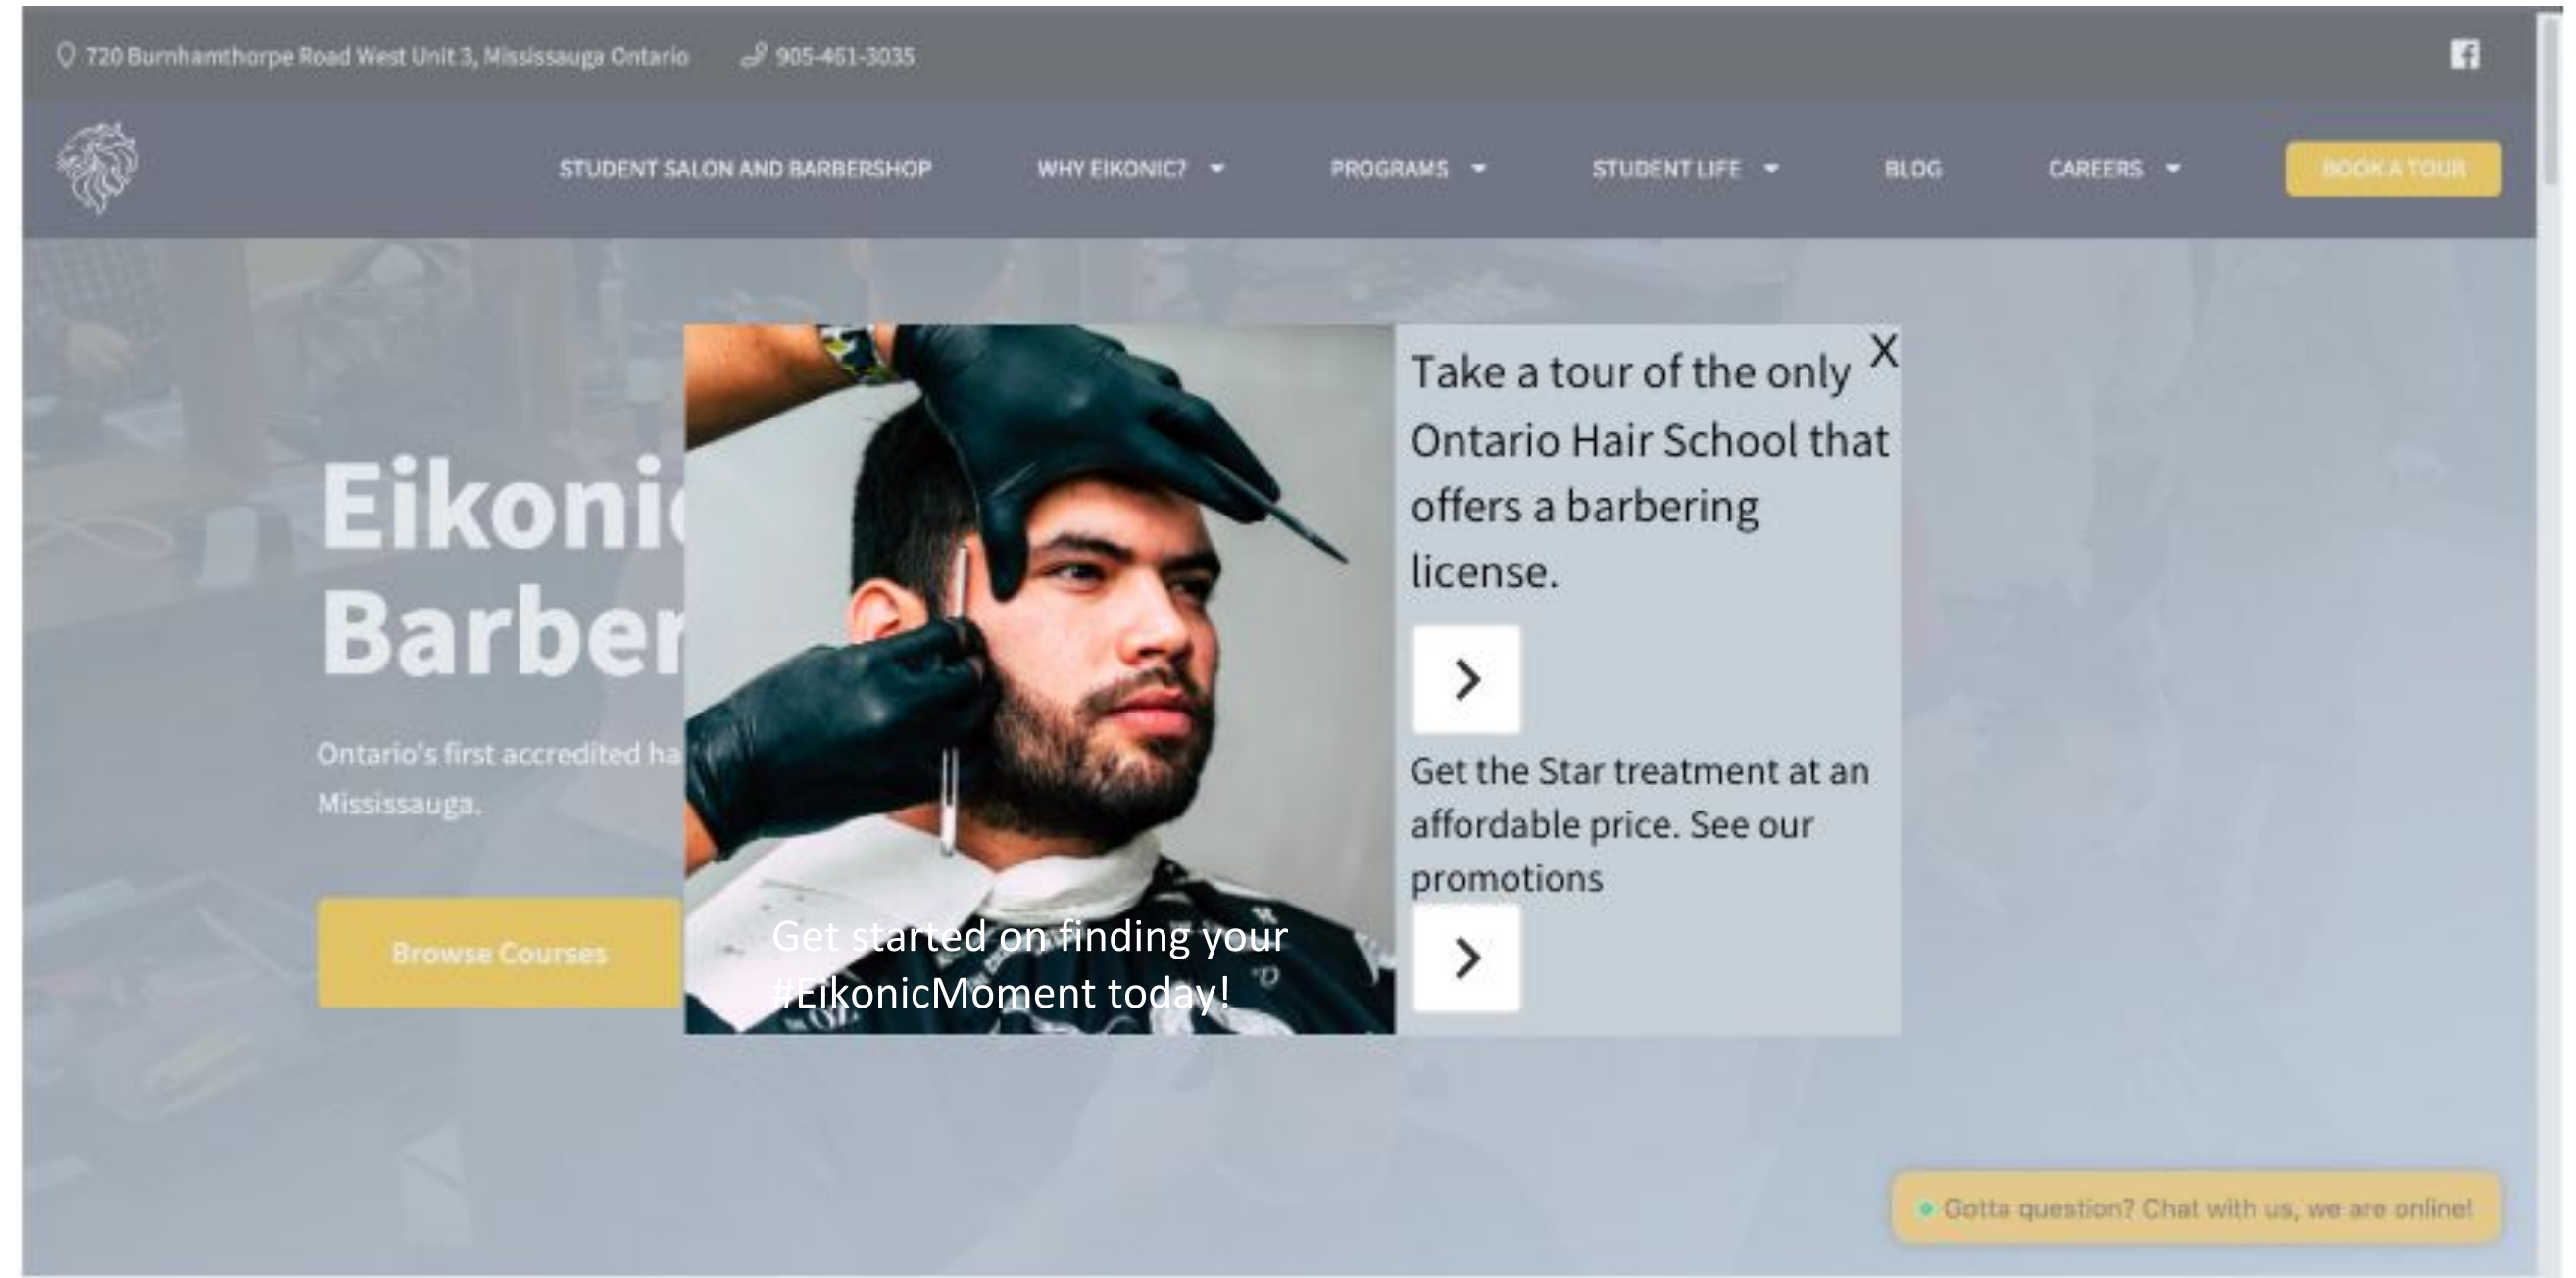 720 Burnhamthorpe Road West Unit 3, Mississauga Ontario 905-461-3035
STUDENT SALON AND BARBERSHOP WHY EIKONIC? PROGRAMS STUDENT LIFE BLOG CAREERS BOOK A TOUR
X
Take a tour of the only
Ontario Hair School that
offers a barbering
license.
Get the Star treatment at an
affordable price. See our
promotions
Eikonic
Barber
Ontario's first accredited ha
Mississauga.
Browse Courses
Get started on finding your
#EikonicMoment today!
Gotta question? Chat with us, we are online!